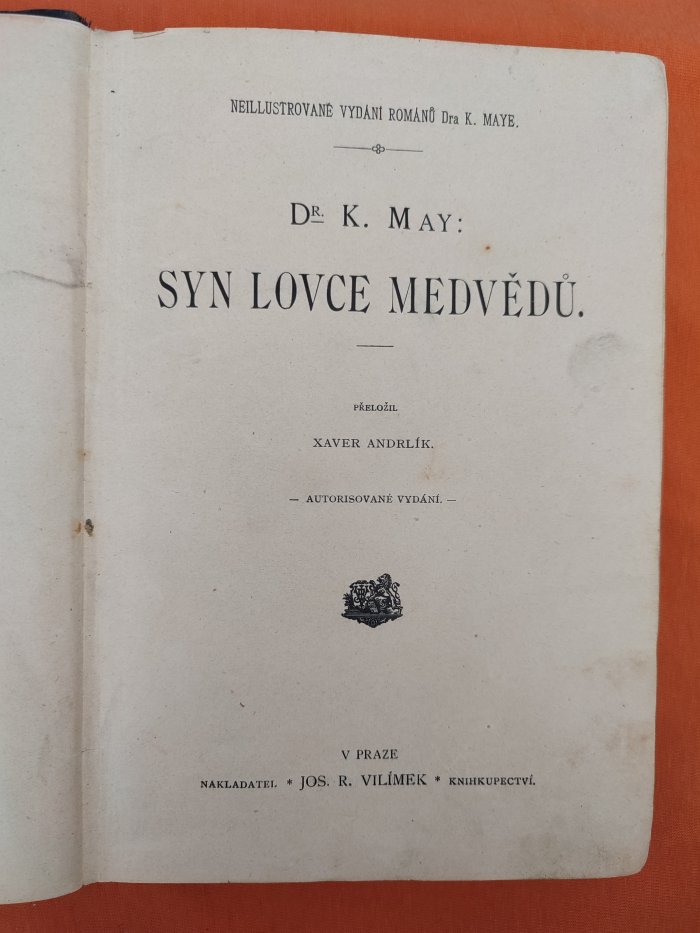 NEILLUSTROVANÉ VYDÁNÍ ROMÁNŮ Dra K. MAYE.
DR. K. MAY:
SYN LOVCE MEDVĚDŮ.
PŘELOŽIL
XAVER ANDRLÍK.
— AUTORISOVANÉ VYDÁNÍ. —
V PRAZE
NAKLADATEL * JOS. R. VILÍMEK * KNIHKUPECTVÍ.